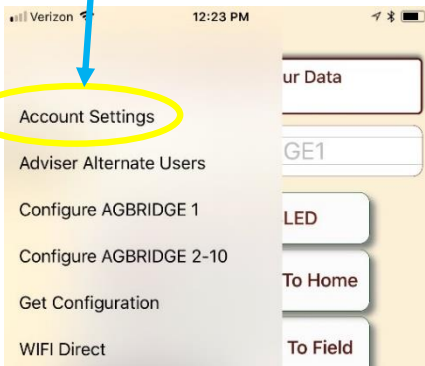 Verizon 12:23 PM
ur Data
Account Settings
GE1
Adviser Alternate Users
Configure AGBRIDGE 1
LED
Configure AGBRIDGE 2-10
To Home
Get Configuration
WIFI Direct
To Field